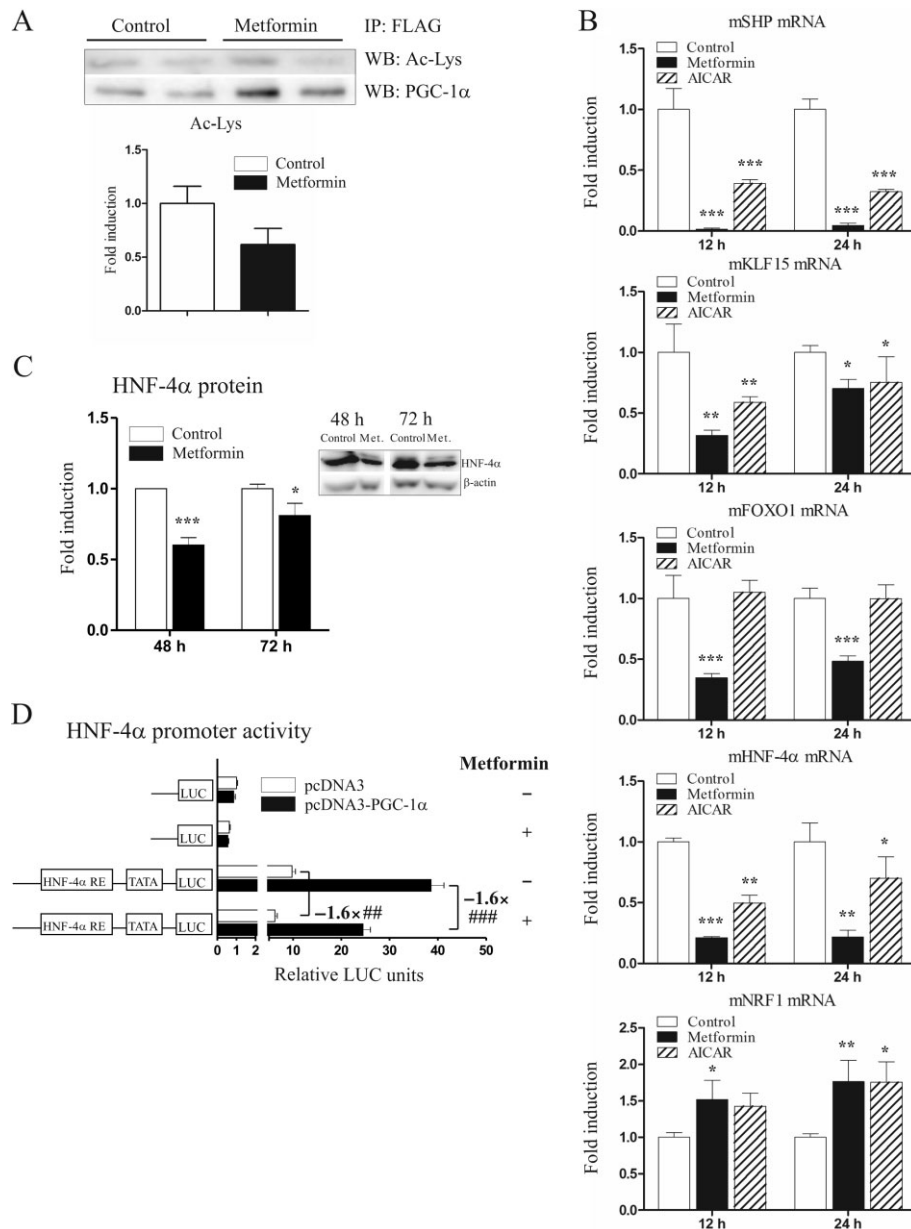 A
Control Metformin IP: FLAG
WB: Ac-Lys
WB: PGC-1α
Ac-Lys
Fold induction
1.5
1.0
0.5
0.0
Control
Metformin
B
mSHP mRNA
Fold induction
1.5
1.0
0.5
0.0
Control
Metformin
AICAR
*** *** *** ***
12 h 24 h
mKLF15 mRNA
Fold induction
1.5
1.0
0.5
0.0
Control
Metformin
AICAR
** ** * *
12 h 24 h
mFOXO1 mRNA
Fold induction
1.5
1.0
0.5
0.0
Control
Metformin
AICAR
*** ***
12 h 24 h
mHNF-4α mRNA
Fold induction
1.5
1.0
0.5
0.0
Control
Metformin
AICAR
*** ** ** *
12 h 24 h
mNRF1 mRNA
Fold induction
2.5
2.0
1.5
1.0
0.5
0.0
Control
Metformin
AICAR
* ** *
12 h 24 h
C
HNF-4α protein
Fold induction
1.5
1.0
0.5
0.0
Control
Metformin
*** *
48 h 72 h
48 h 72 h
Control Met. Control Met.
HNF-4α
β-actin
D
HNF-4α promoter activity
Metformin
pcDNA3
pcDNA3-PGC-1α
LUC −
LUC +
HNF-4α RE TATA LUC −
HNF-4α RE TATA LUC +
−1.6× ##
−1.6×
###
0 1 2 10 20 30 40 50
Relative LUC units